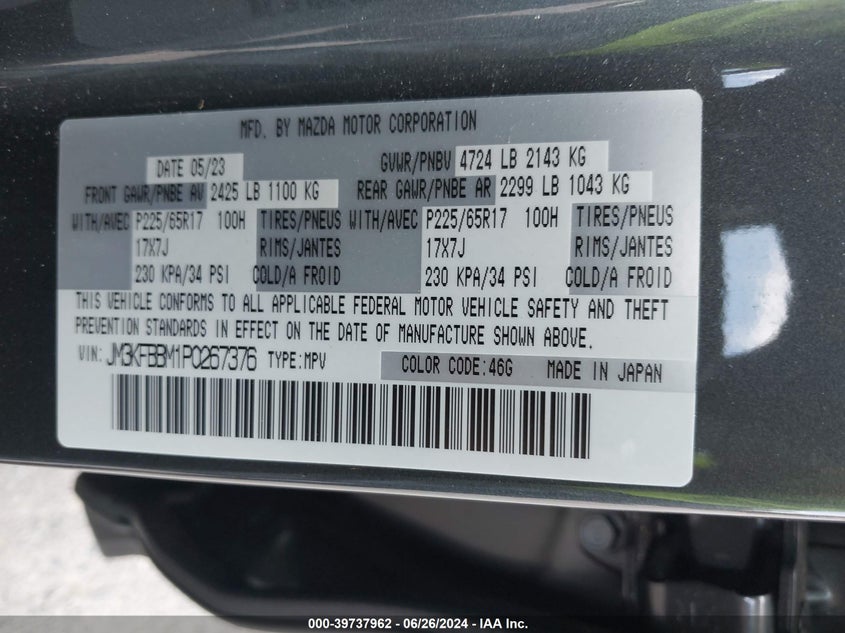 MFD. BY MAZDA MOTOR CORPORATION
DATE 05/23 GVWR/PNBV 4724 LB 2143 KG
FRONT GAWR/PNBE AV 2425 LB 1100 KG REAR GAWR/PNBE AR 2299 LB 1043 KG
WITH/AVEC P225/65R17 100H TIRES/PNEUS WITH/AVEC P225/65R17 100H TIRES/PNEUS
17X7J RIMS/JANTES 17X7J RIMS/JANTES
230 KPA/34 PSI COLD/A FROID 230 KPA/34 PSI COLD/A FROID
THIS VEHICLE CONFORMS TO ALL APPLICABLE FEDERAL MOTOR VEHICLE SAFETY AND THEFT
PREVENTION STANDARDS IN EFFECT ON THE DATE OF MANUFACTURE SHOWN ABOVE.
VIN: JM3KFBBM1P0267376 TYPE:MPV COLOR CODE:46G MADE IN JAPAN
000-39737962 - 06/26/2024 - IAA Inc.